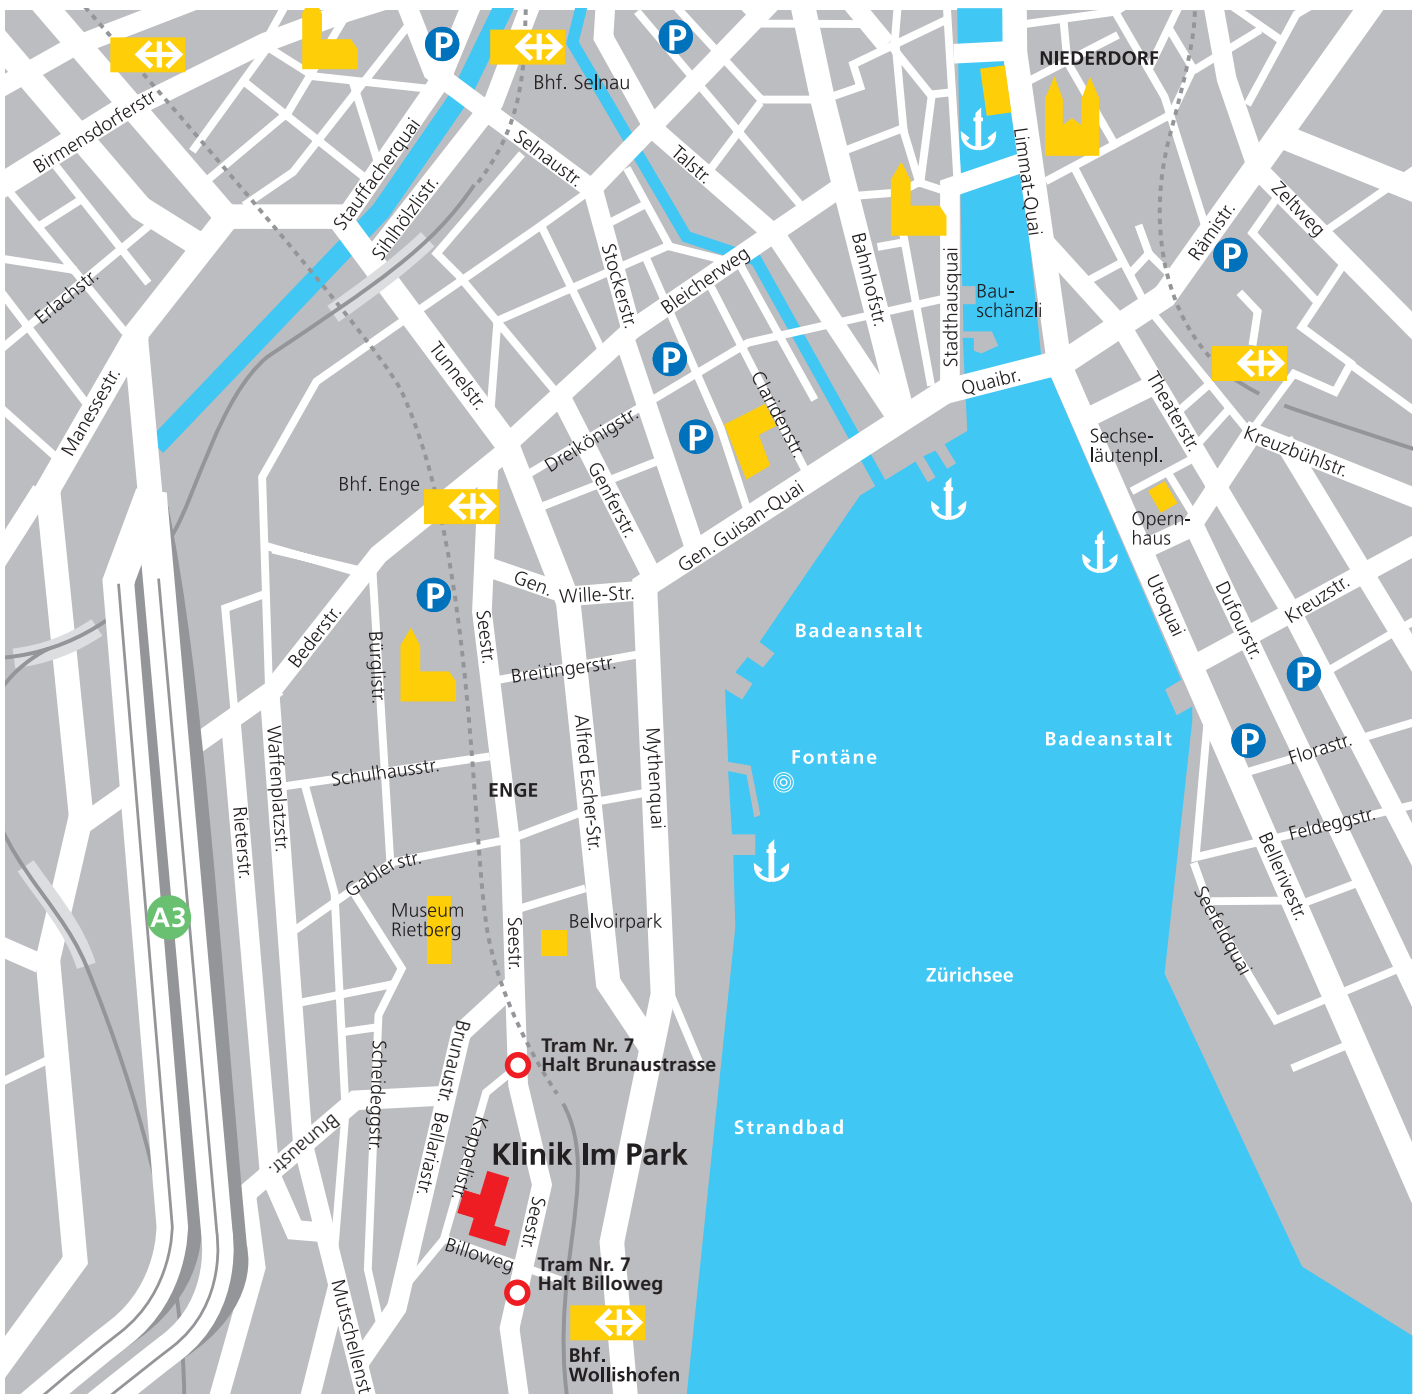 P
P
NIEDERDORF
Bhf. Selnau
Birmensdorferstr.
Stauffacherquai
Sihlhölzlistr.
Selnaustr.
Talstr.
Limmat-Quai
Zeltweg
Rämistr.
P
Erlachstr.
Stockerstr.
Bleicherweg
Bahnhofstr.
Stadthausquai
Bau-
schänzli
Manessestr.
Tunnelstr.
P
Claridenstr.
Quaibr.
Theaterstr.
Dreikönigstr.
P
Sechse-
läutenpl.
Kreuzbühlstr.
Bhf. Enge
Genferstr.
Gen. Guisan-Quai
Opern-
haus
Gen. Wille-Str.
P
Bederstr.
Bürglistr.
Seestr.
Breitingerstr.
Badeanstalt
Utoquai
Dufourstr.
Kreuzstr.
P
Waffenplatzstr.
Alfred Escher-Str.
Mythenquai
Badeanstalt
P
Florastr.
Schulhausstr.
ENGE
Fontäne
Rieterstr.
Gablerstr.
Feldeggstr.
Bellerivestr.
A3
Museum
Rietberg
Seestr.
Belvoirpark
Seefeldquai
Zürichsee
Brunaustr.
Tram Nr. 7
Halt Brunaustrasse
Scheideggstr.
Brunaustr.
Bellariastr.
Kappelistr.
Strandbad
Klinik Im Park
Seestr.
Billoweg
Tram Nr. 7
Halt Billoweg
Mutschellenst
Bhf.
Wollishofen